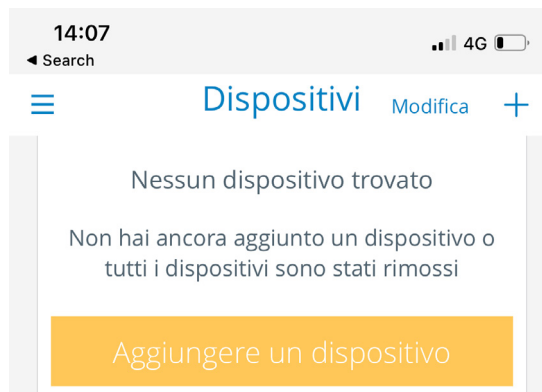 14:07
4G
◀ Search
Dispositivi Modifica +
Nessun dispositivo trovato
Non hai ancora aggiunto un dispositivo o
tutti i dispositivi sono stati rimossi
Aggiungere un dispositivo